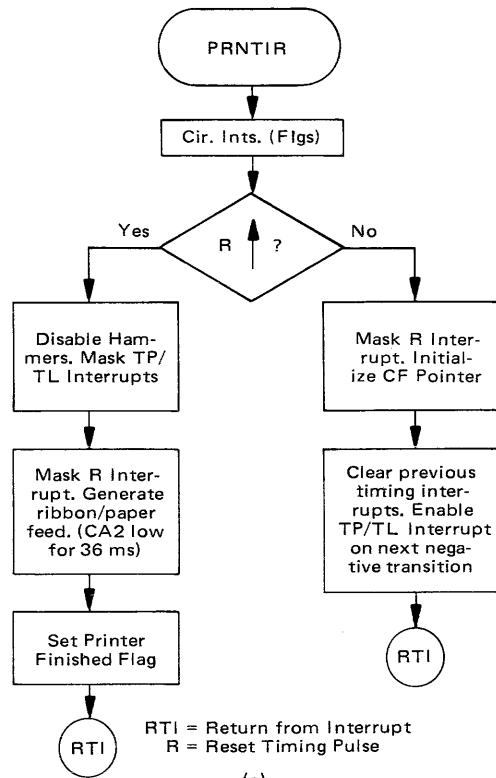 PRNTIR
Cir. Ints. (Flgs)
Yes
R ?
No
Disable Ham-
mers. Mask TP/
TL Interrupts
Mask R Inter-
rupt. Initial-
ize CF Pointer
Mask R Inter-
rupt. Generate
ribbon/paper
feed. (CA2 low
for 36 ms)
Clear previous
timing inter-
rupts. Enable
TP/TL Interrupt
on next nega-
tive transition
Set Printer
Finished Flag
RTI
RTI
RTI = Return from Interrupt
R = Reset Timing Pulse